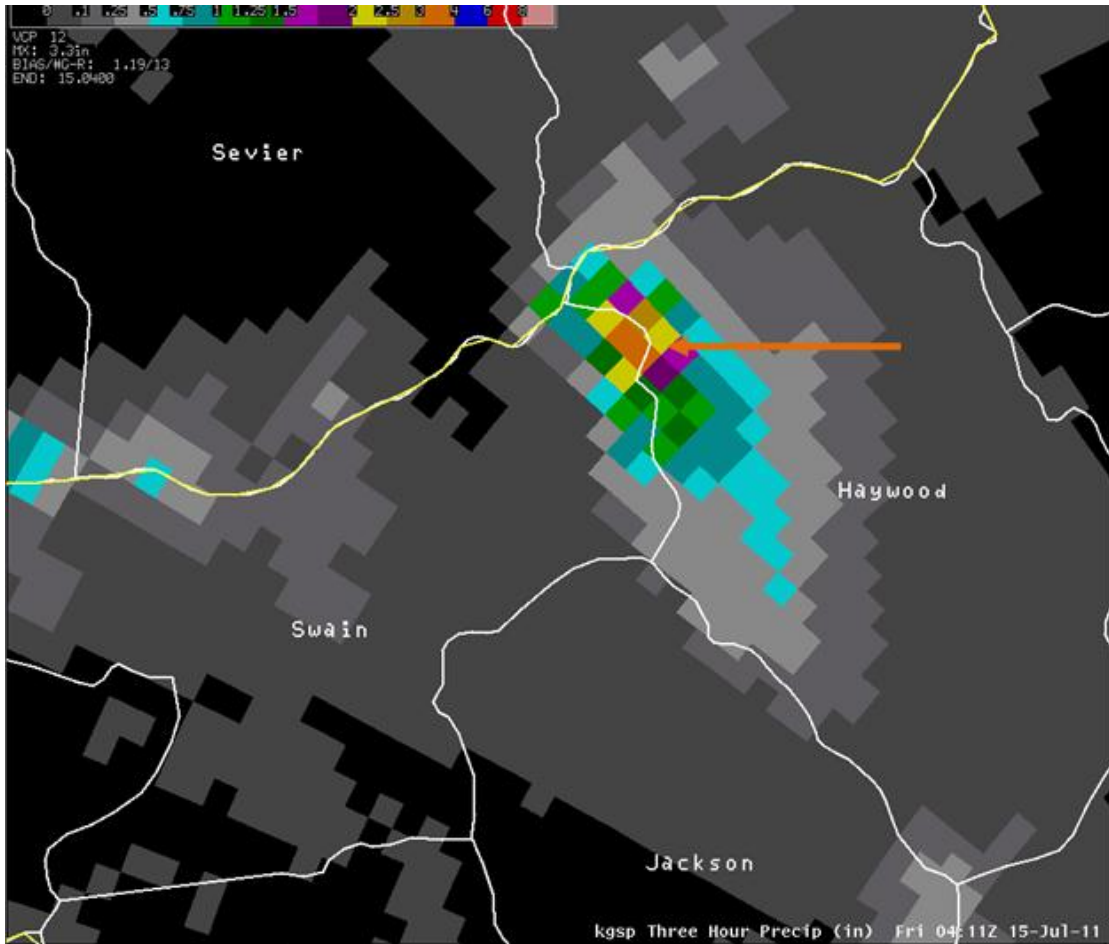 0 .1 .25 .5 .75 1 1.25 1.5 2 2.5 3 4 6 8
VCP 12
MX: 3.3in
BIAS/#G-R: 1.19/13
END: 15.0400
Sevier
Haywood
Swain
Jackson
kgsp Three Hour Precip (in) Fri 04:11Z 15-Jul-11